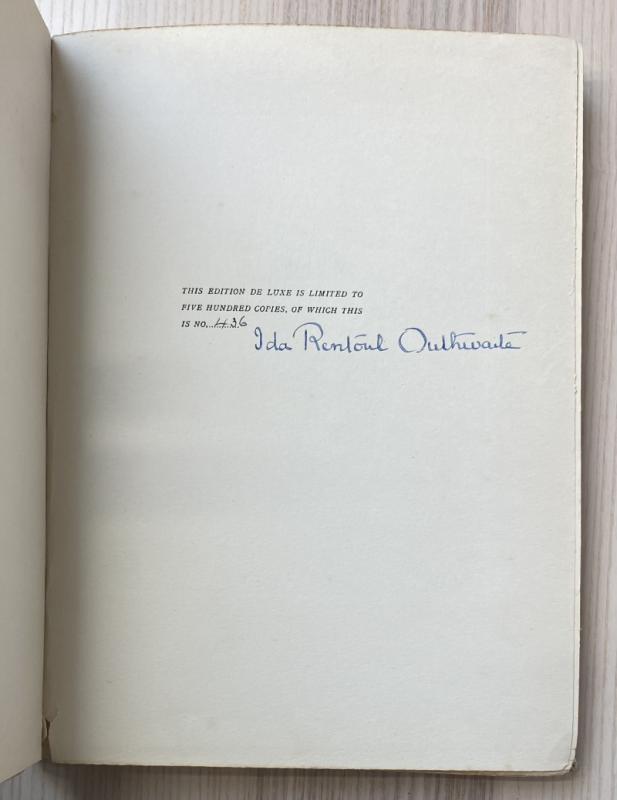 THIS EDITION DE LUXE IS LIMITED TO
FIVE HUNDRED COPIES, OF WHICH THIS
IS NO...436
Ida Rentoul Outhwaite